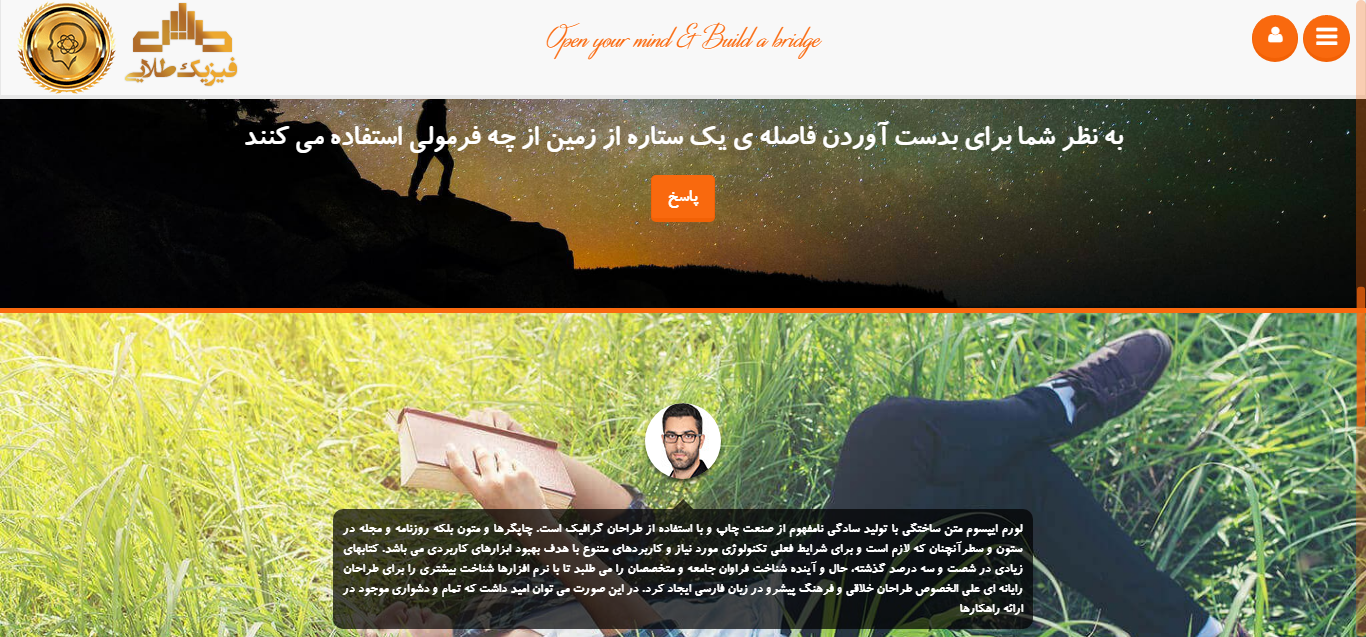 طلایی
فیزیک طلایی
Open your mind & Build a bridge
به نظر شما برای بدست آوردن فاصله ی یک ستاره از زمین از چه فرمولی استفاده می کنند
پاسخ
لورم ایپسوم متن ساختگی با تولید سادگی نامفهوم از صنعت چاپ و با استفاده از طراحان گرافیک است. چاپگرها و متون بلکه روزنامه و مجله در
ستون و سطرآنچنان که لازم است و برای شرایط فعلی تکنولوژی مورد نیاز و کاربردهای متنوع با هدف بهبود ابزارهای کاربردی می باشد. کتابهای
زیادی در شصت و سه درصد گذشته، حال و آینده شناخت فراوان جامعه و متخصصان را می طلبد تا با نرم افزارها شناخت بیشتری را برای طراحان
رایانه ای علی الخصوص طراحان خلاقی و فرهنگ پیشرو در زبان فارسی ایجاد کرد. در این صورت می توان امید داشت که تمام و دشواری موجود در
ارائه راهکارها